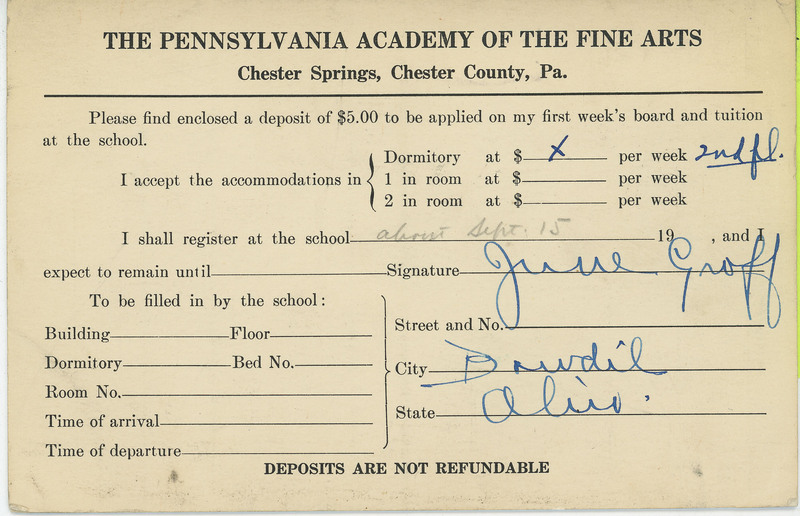 THE PENNSYLVANIA ACADEMY OF THE FINE ARTS
Chester Springs, Chester County, Pa.
Please find enclosed a deposit of $5.00 to be applied on my first week's board and tuition
at the school.
I accept the accommodations in
Dormitory at $ X per week 2nd fl.
1 in room at $ per week
2 in room at $ per week
I shall register at the school about Sept. 15 19 , and I
expect to remain until Signature June Groff
To be filled in by the school:
Building Floor
Street and No.
Dormitory Bed No.
City
Room No.
State
Time of arrival
Time of departure
DEPOSITS ARE NOT REFUNDABLE